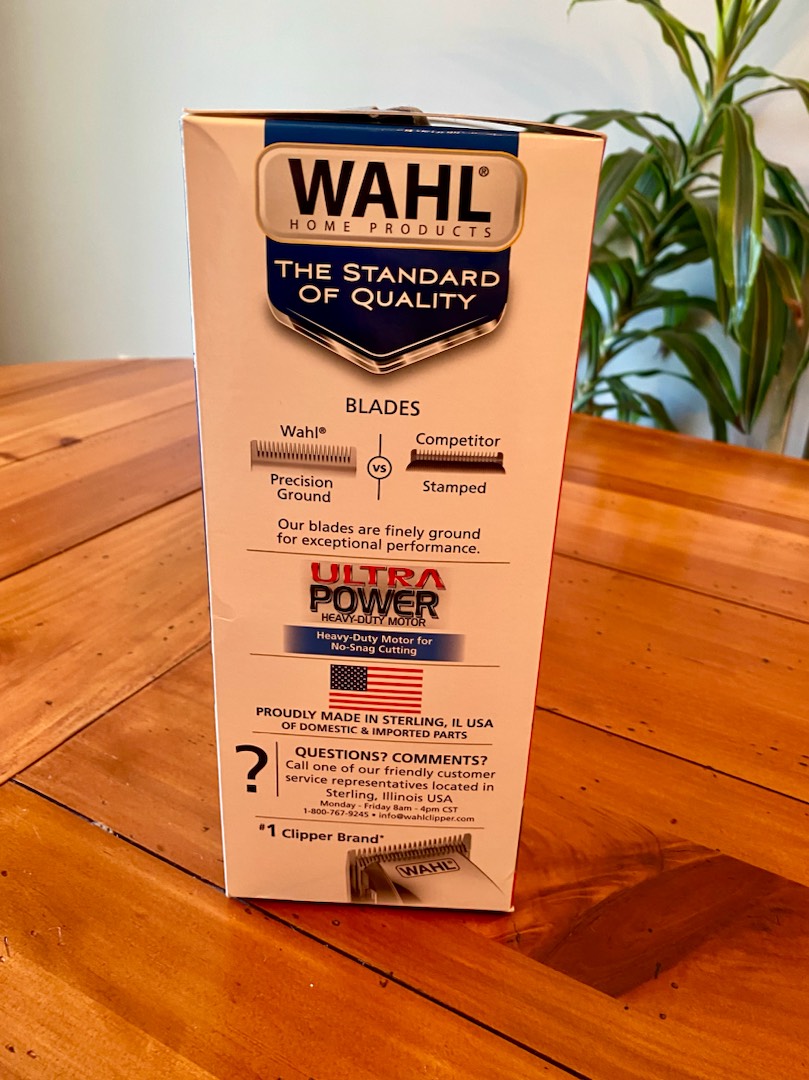 WAHL®
HOME PRODUCTS
THE STANDARD
OF QUALITY
BLADES
Wahl®
Precision
Ground
vs
Competitor
Stamped
Our blades are finely ground
for exceptional performance.
ULTRA
POWER
HEAVY-DUTY MOTOR
Heavy-Duty Motor for
No-Snag Cutting
PROUDLY MADE IN STERLING, IL USA
OF DOMESTIC & IMPORTED PARTS
?
QUESTIONS? COMMENTS?
Call one of our friendly customer
service representatives located in
Sterling, Illinois USA
Monday - Friday 8am - 4pm CST
1-800-767-9245 • info@wahlclipper.com
#1 Clipper Brand*
WAHL